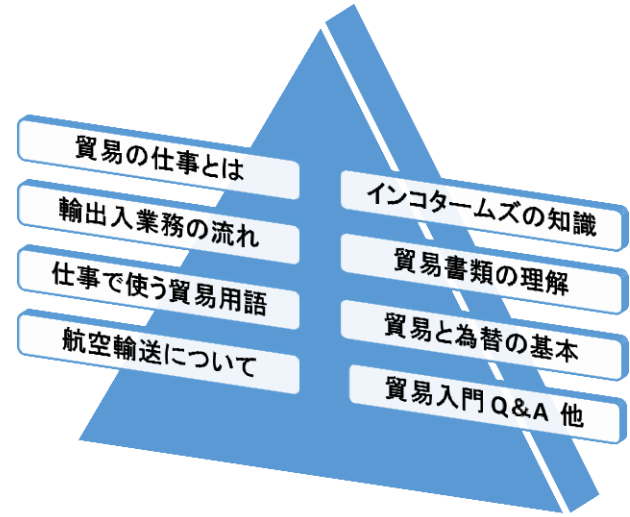 貿易の仕事とは
輸出入業務の流れ
仕事で使う貿易用語
航空輸送について
インコタームズの知識
貿易書類の理解
貿易と為替の基本
貿易入門Q&A 他